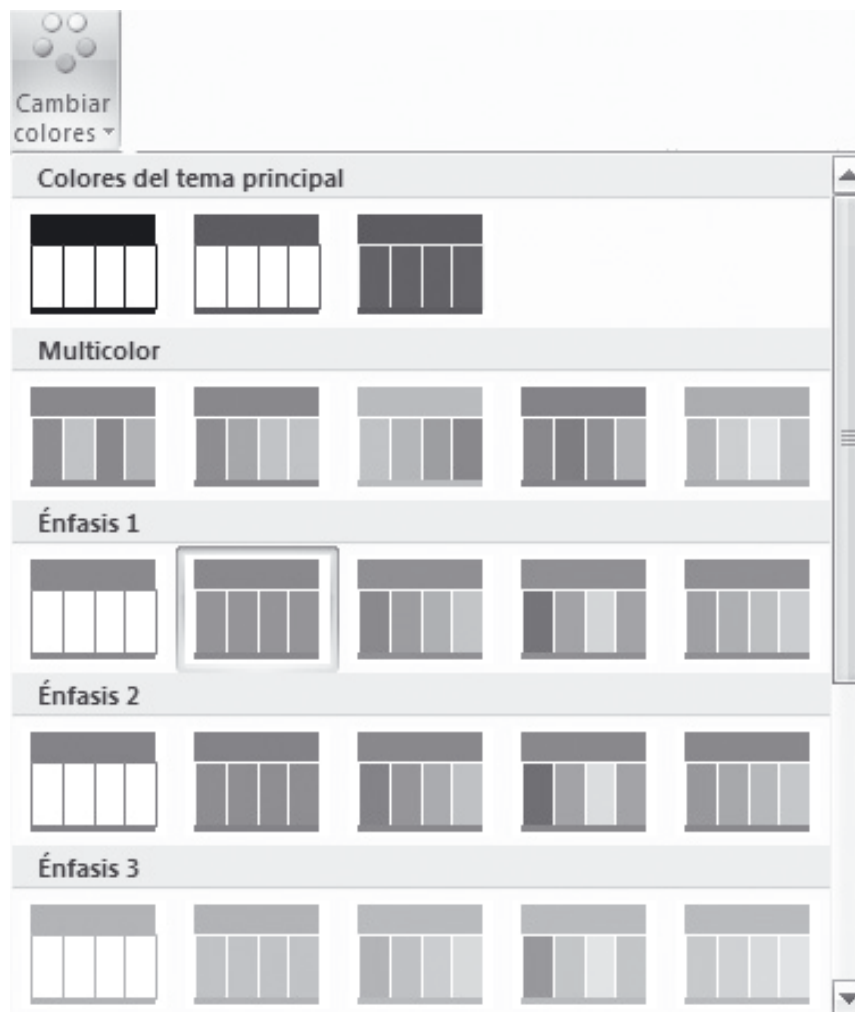 Cambiar
colores
Colores del tema principal
Multicolor
Énfasis 1
Énfasis 2
Énfasis 3